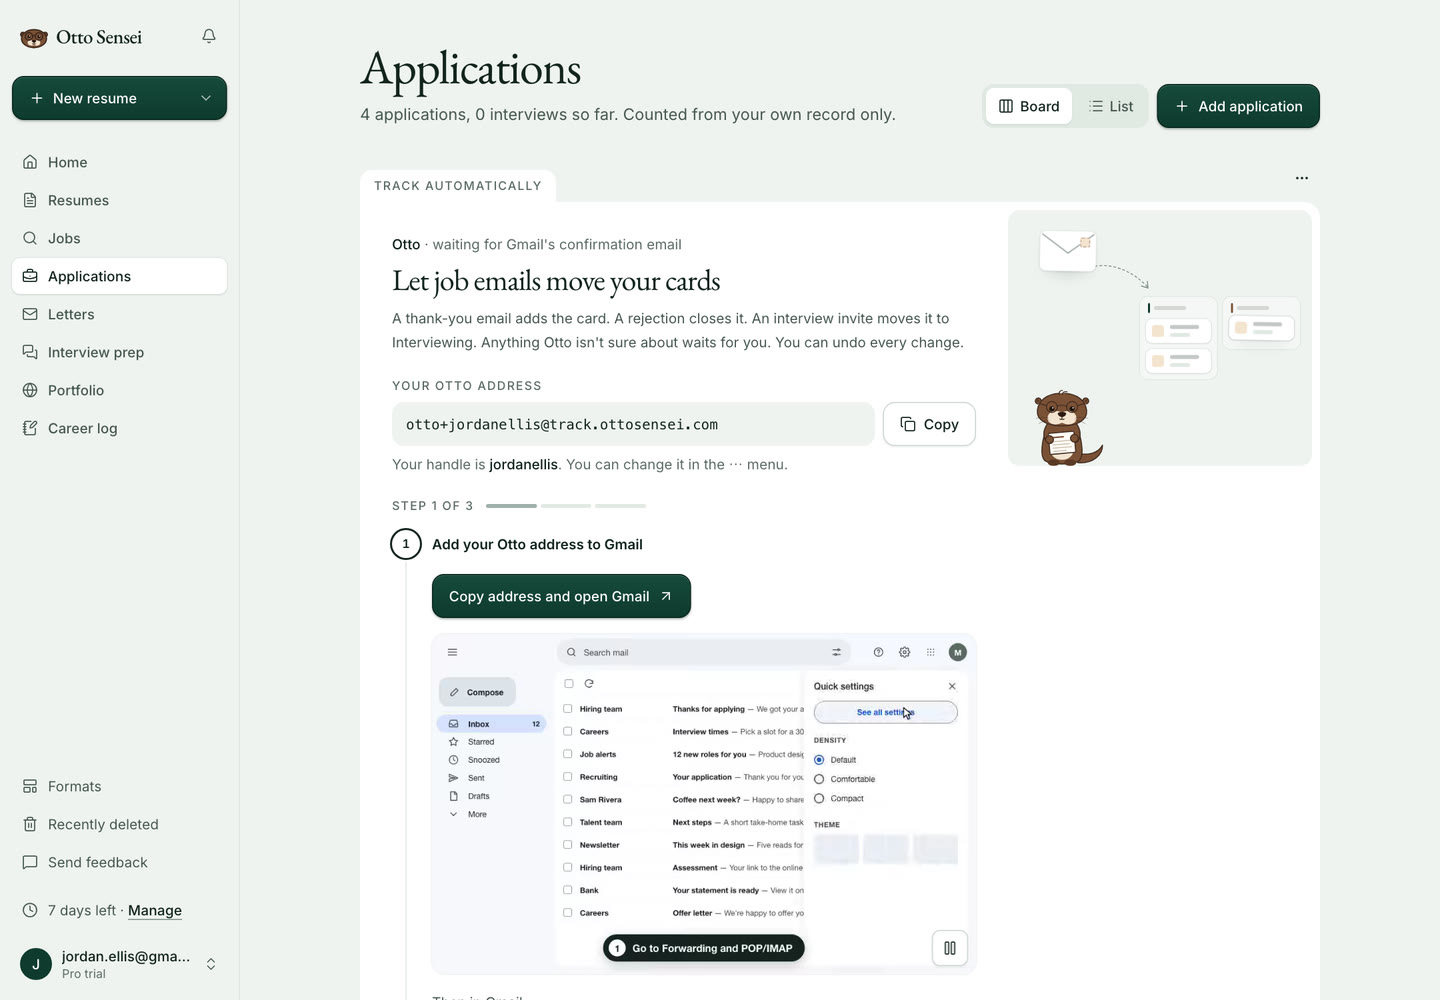 Otto Sensei
New resume
Home
Resumes
Jobs
Applications
Letters
Interview prep
Portfolio
Career log
Formats
Recently deleted
Send feedback
7 days left · Manage
J
jordan.ellis@gma...
Pro trial
Applications
4 applications, 0 interviews so far. Counted from your own record only.
Board
List
Add application
TRACK AUTOMATICALLY
Otto · waiting for Gmail's confirmation email
Let job emails move your cards
A thank-you email adds the card. A rejection closes it. An interview invite moves it to
Interviewing. Anything Otto isn't sure about waits for you. You can undo every change.
YOUR OTTO ADDRESS
otto+jordanellis@track.ottosensei.com
Copy
Your handle is jordanellis. You can change it in the ··· menu.
STEP 1 OF 3
1 Add your Otto address to Gmail
Copy address and open Gmail
Search mail
M
Compose
Inbox 12
Starred
Snoozed
Sent
Drafts
More
Hiring team Thanks for applying — We got your a
Careers Interview times — Pick a slot for a 30
Job alerts 12 new roles for you — Product desig
Recruiting Your application — Thank you for you
Sam Rivera Coffee next week? — Happy to share
Talent team Next steps — A short take-home task
Newsletter This week in design — Five reads for
Hiring team Assessment — Your link to the online
Bank Your statement is ready — View it on
Careers Offer letter — We're happy to offer yo
Quick settings
See all settings
DENSITY
Default
Comfortable
Compact
THEME
1 Go to Forwarding and POP/IMAP